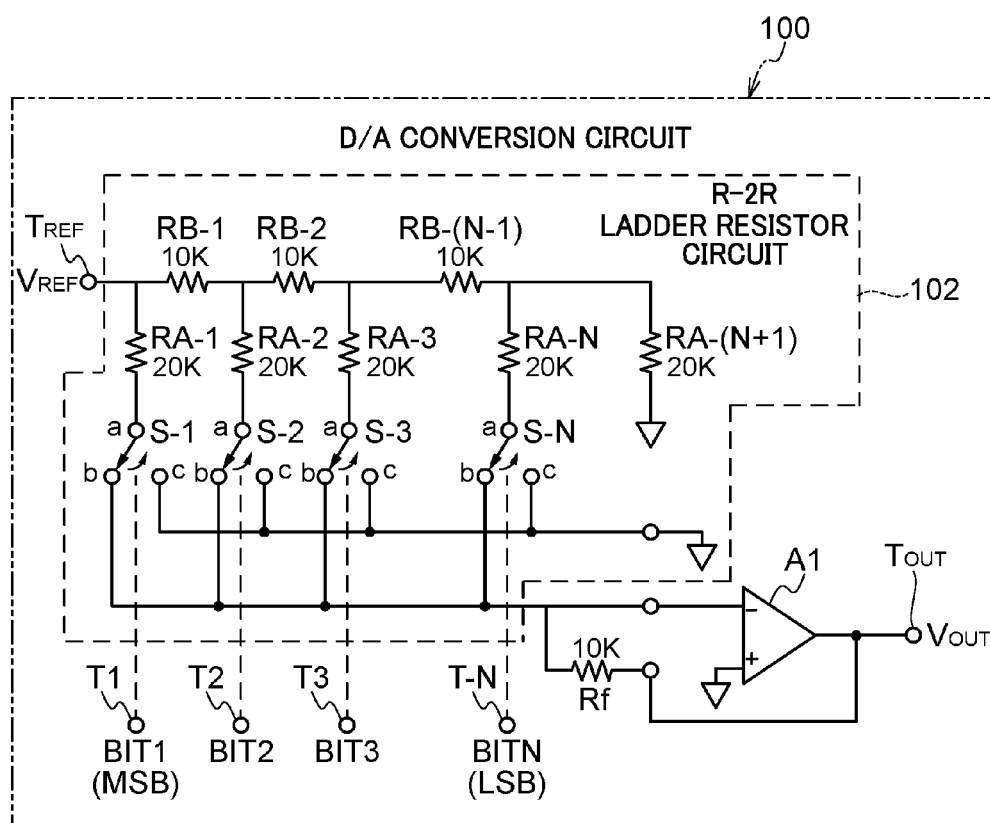 100
D/A CONVERSION CIRCUIT
R-2R
LADDER RESISTOR
CIRCUIT
102
TREF
VREF
RB-1
10K
RB-2
10K
RB-(N-1)
10K
RA-1
20K
RA-2
20K
RA-3
20K
RA-N
20K
RA-(N+1)
20K
a S-1
a S-2
a S-3
a S-N
b c
b c
b c
b c
A1
TOUT
VOUT
−
+
10K
Rf
T1
T2
T3
T-N
BIT1
(MSB)
BIT2
BIT3
BITN
(LSB)